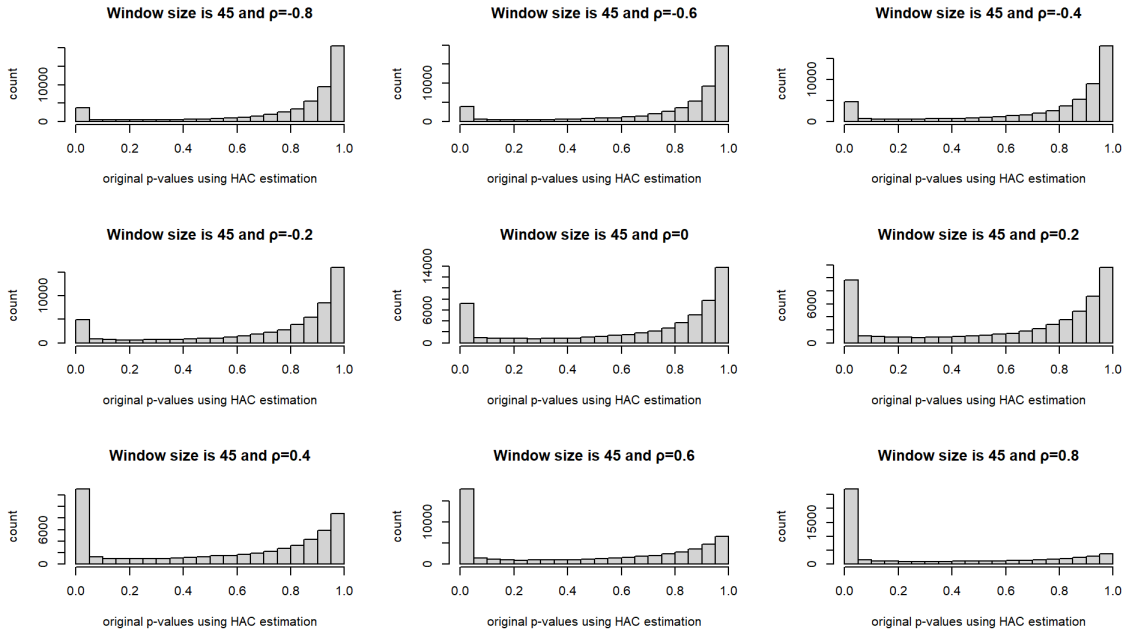 Window size is 45 and ρ=-0.8
count
0 10000
0.0 0.2 0.4 0.6 0.8 1.0
original p-values using HAC estimation
Window size is 45 and ρ=-0.6
count
0 10000
0.0 0.2 0.4 0.6 0.8 1.0
original p-values using HAC estimation
Window size is 45 and ρ=-0.4
count
0 10000
0.0 0.2 0.4 0.6 0.8 1.0
original p-values using HAC estimation
Window size is 45 and ρ=-0.2
count
0 10000
0.0 0.2 0.4 0.6 0.8 1.0
original p-values using HAC estimation
Window size is 45 and ρ=0
count
0 6000 14000
0.0 0.2 0.4 0.6 0.8 1.0
original p-values using HAC estimation
Window size is 45 and ρ=0.2
count
0 6000
0.0 0.2 0.4 0.6 0.8 1.0
original p-values using HAC estimation
Window size is 45 and ρ=0.4
count
0 6000
0.0 0.2 0.4 0.6 0.8 1.0
original p-values using HAC estimation
Window size is 45 and ρ=0.6
count
0 10000
0.0 0.2 0.4 0.6 0.8 1.0
original p-values using HAC estimation
Window size is 45 and ρ=0.8
count
0 15000
0.0 0.2 0.4 0.6 0.8 1.0
original p-values using HAC estimation